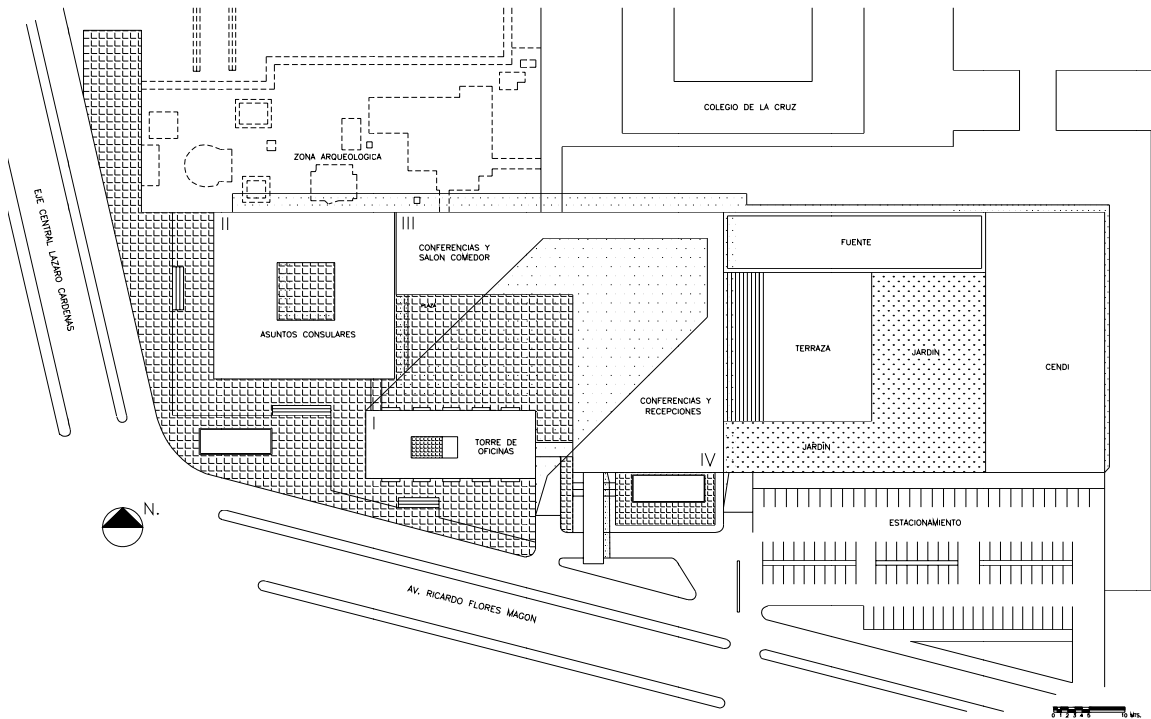 COLEGIO DE LA CRUZ
ZONA ARQUEOLOGICA
EJE CENTRAL LAZARO CARDENAS
II
III
CONFERENCIAS Y
SALON COMEDOR
FUENTE
PLAZA
ASUNTOS CONSULARES
TERRAZA
JARDIN
CENDI
CONFERENCIAS Y
RECEPCIONES
I
TORRE DE
OFICINAS
JARDIN
IV
N.
ESTACIONAMIENTO
AV. RICARDO FLORES MAGON
0 1 2 3 4 5 10 MTS.